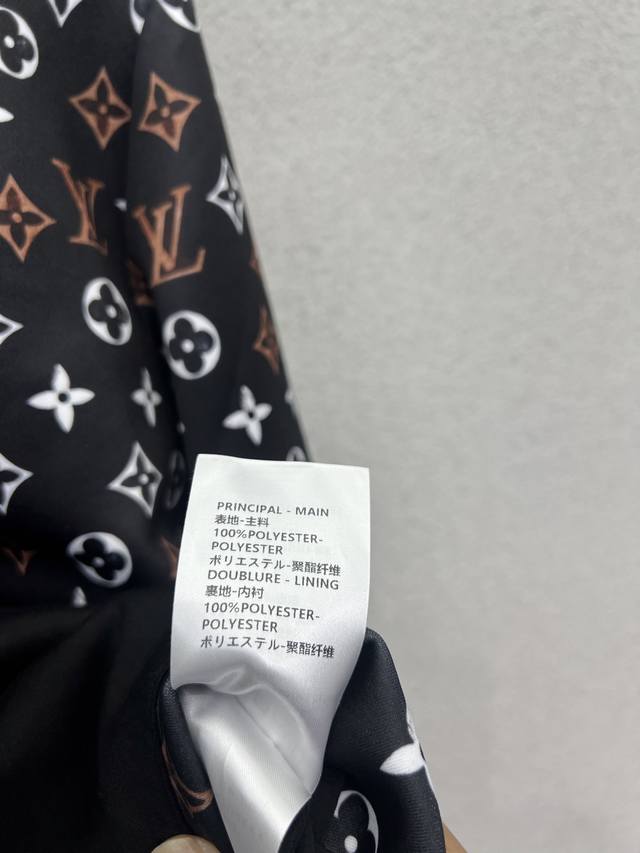 PRINCIPAL - MAIN
表地-主料
100%POLYESTER-
POLYESTER
ポリエステル-聚酯纤维
DOUBLURE - LINING
裏地-内衬
100%POLYESTER-
POLYESTER
ポリエステル-聚酯纤维
LV
LV